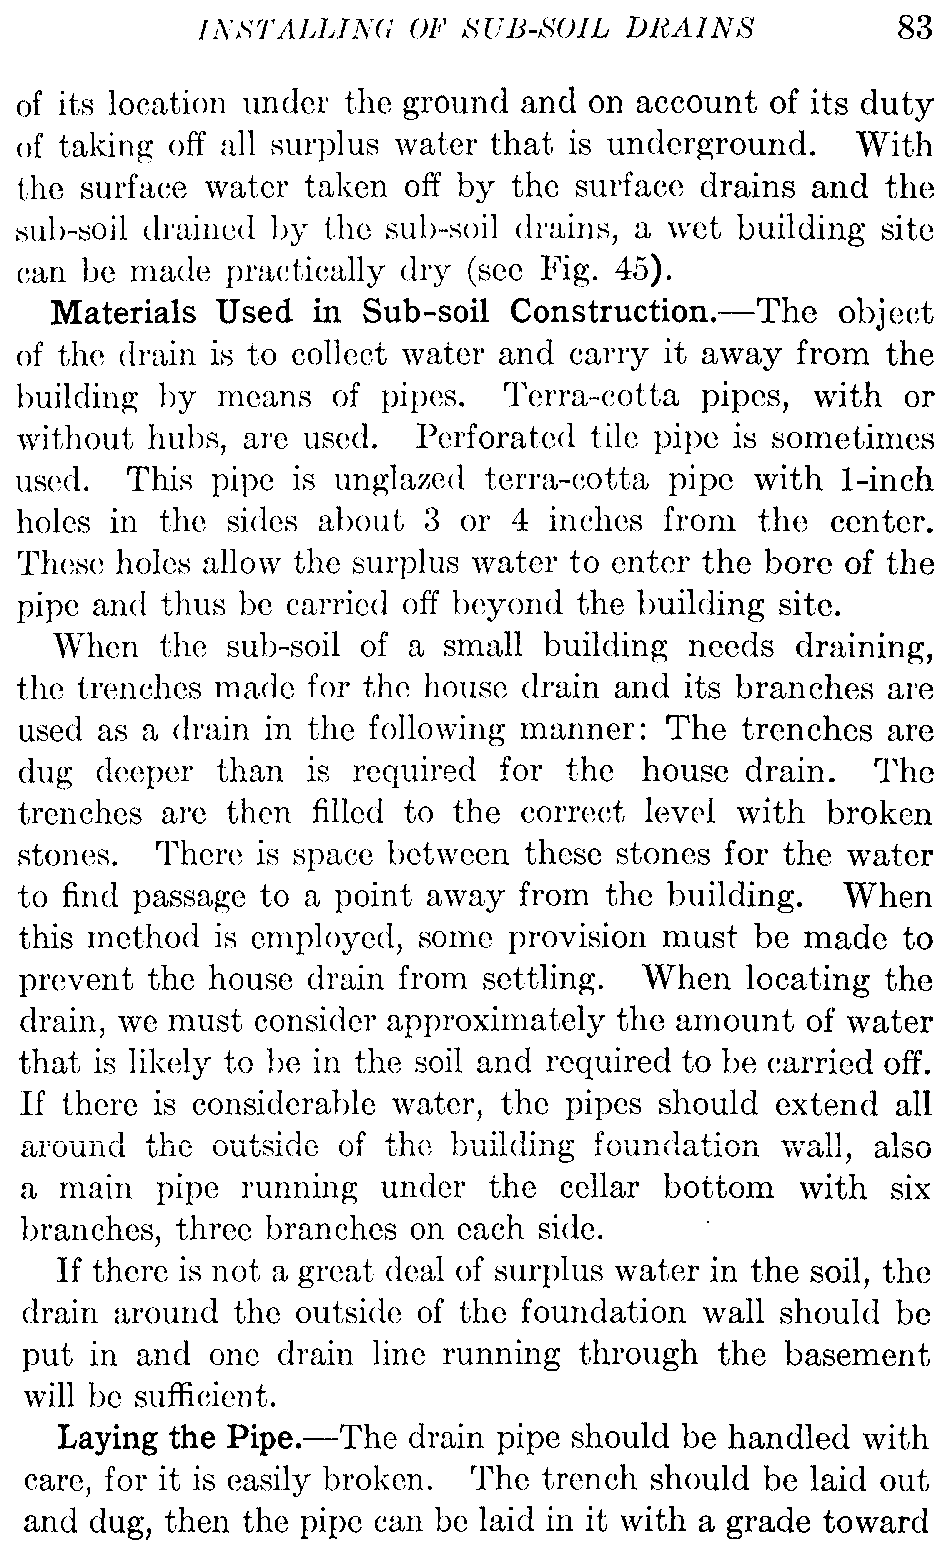 INSTALLING OF SUB-SOIL DRAINS 83
of its location under the ground and on account of its duty
of taking off all surplus water that is underground. With
the surface water taken off by the surface drains and the
sub-soil drained by the sub-soil drains, a wet building site
can be made practically dry (see Fig. 45).
Materials Used in Sub-soil Construction.—The object
of the drain is to collect water and carry it away from the
building by means of pipes. Terra-cotta pipes, with or
without hubs, are used. Perforated tile pipe is sometimes
used. This pipe is unglazed terra-cotta pipe with 1-inch
holes in the sides about 3 or 4 inches from the center.
These holes allow the surplus water to enter the bore of the
pipe and thus be carried off beyond the building site.
When the sub-soil of a small building needs draining,
the trenches made for the house drain and its branches are
used as a drain in the following manner: The trenches are
dug deeper than is required for the house drain. The
trenches are then filled to the correct level with broken
stones. There is space between these stones for the water
to find passage to a point away from the building. When
this method is employed, some provision must be made to
prevent the house drain from settling. When locating the
drain, we must consider approximately the amount of water
that is likely to be in the soil and required to be carried off.
If there is considerable water, the pipes should extend all
around the outside of the building foundation wall, also
a main pipe running under the cellar bottom with six
branches, three branches on each side.
If there is not a great deal of surplus water in the soil, the
drain around the outside of the foundation wall should be
put in and one drain line running through the basement
will be sufficient.
Laying the Pipe.—The drain pipe should be handled with
care, for it is easily broken. The trench should be laid out
and dug, then the pipe can be laid in it with a grade toward